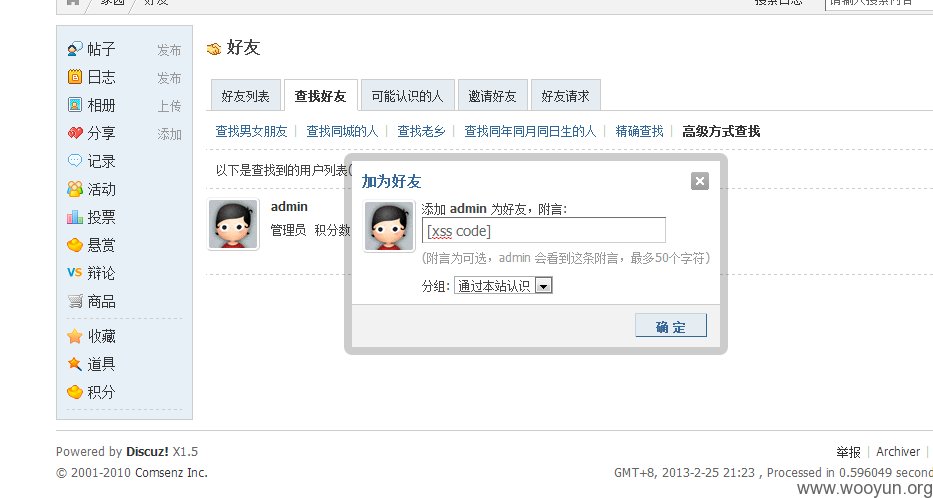 家园 好友 搜索日志 请输入搜索内容
帖子 发布
日志 发布
相册 上传
分享 添加
记录
活动
投票
悬赏
VS 辩论
商品
收藏
道具
积分
好友
好友列表 查找好友 可能认识的人 邀请好友 好友请求
查找男女朋友 | 查找同城的人 | 查找老乡 | 查找同年同月同日生的人 | 精确查找 | 高级方式查找
以下是查找到的用户列表(
admin
管理员 积分数
加为好友
添加 admin 为好友，附言:
[xss code]
(附言为可选，admin 会看到这条附言，最多50个字符)
分组: 通过本站认识
确 定
Powered by Discuz! X1.5
© 2001-2010 Comsenz Inc.
举报 | Archiver |
GMT+8, 2013-2-25 21:23 , Processed in 0.596049 second
www.wooyun.org